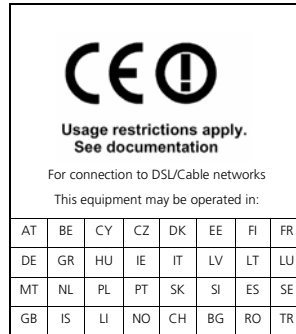 CE
Usage restrictions apply.
See documentation
For connection to DSL/Cable networks
This equipment may be operated in:
AT BE CY CZ DK EE FI FR
DE GR HU IE IT LV LT LU
MT NL PL PT SK SI ES SE
GB IS LI NO CH BG RO TR